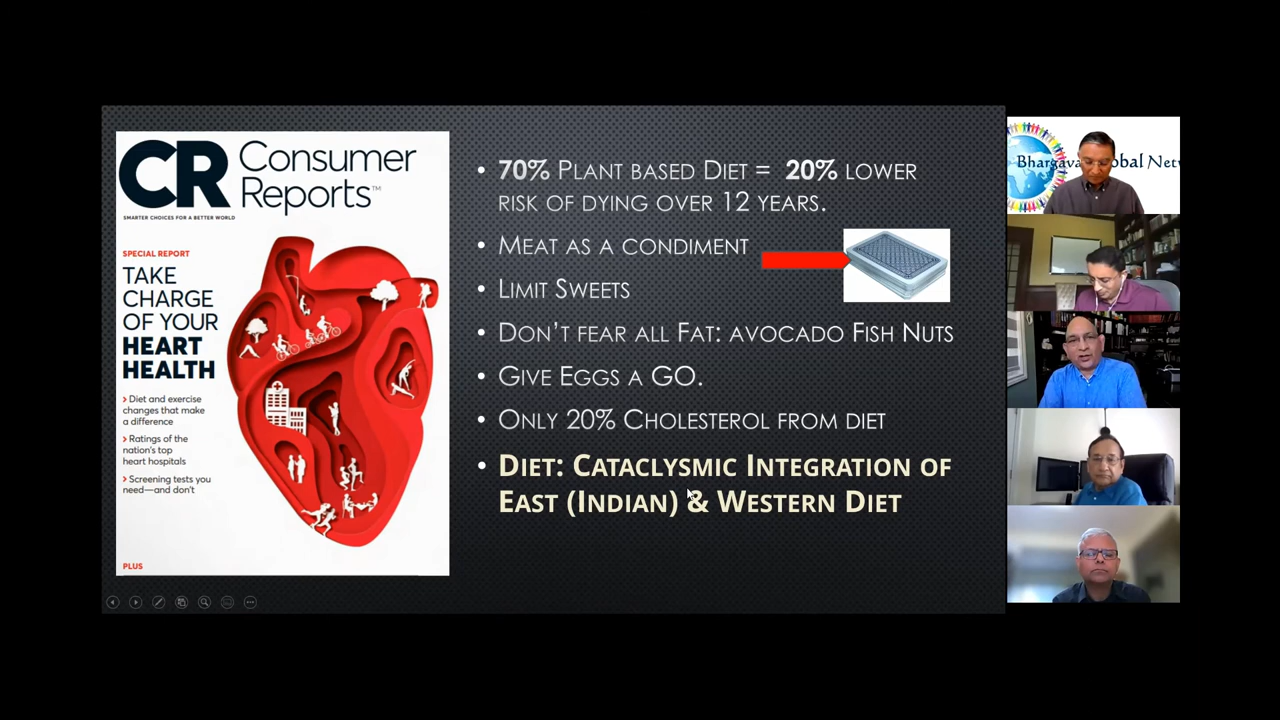 CR Consumer Reports™
SMARTER CHOICES FOR A BETTER WORLD
SPECIAL REPORT
TAKE
CHARGE
OF YOUR
HEART
HEALTH
› Diet and exercise
changes that make
a difference
› Ratings of the
nation's top
heart hospitals
› Screening tests you
need—and don't
PLUS
• 70% PLANT BASED DIET = 20% LOWER
RISK OF DYING OVER 12 YEARS.
• MEAT AS A CONDIMENT
• LIMIT SWEETS
• DON'T FEAR ALL FAT: AVOCADO FISH NUTS
• GIVE EGGS A GO.
• ONLY 20% CHOLESTEROL FROM DIET
• DIET: CATACLYSMIC INTEGRATION OF
EAST (INDIAN) & WESTERN DIET